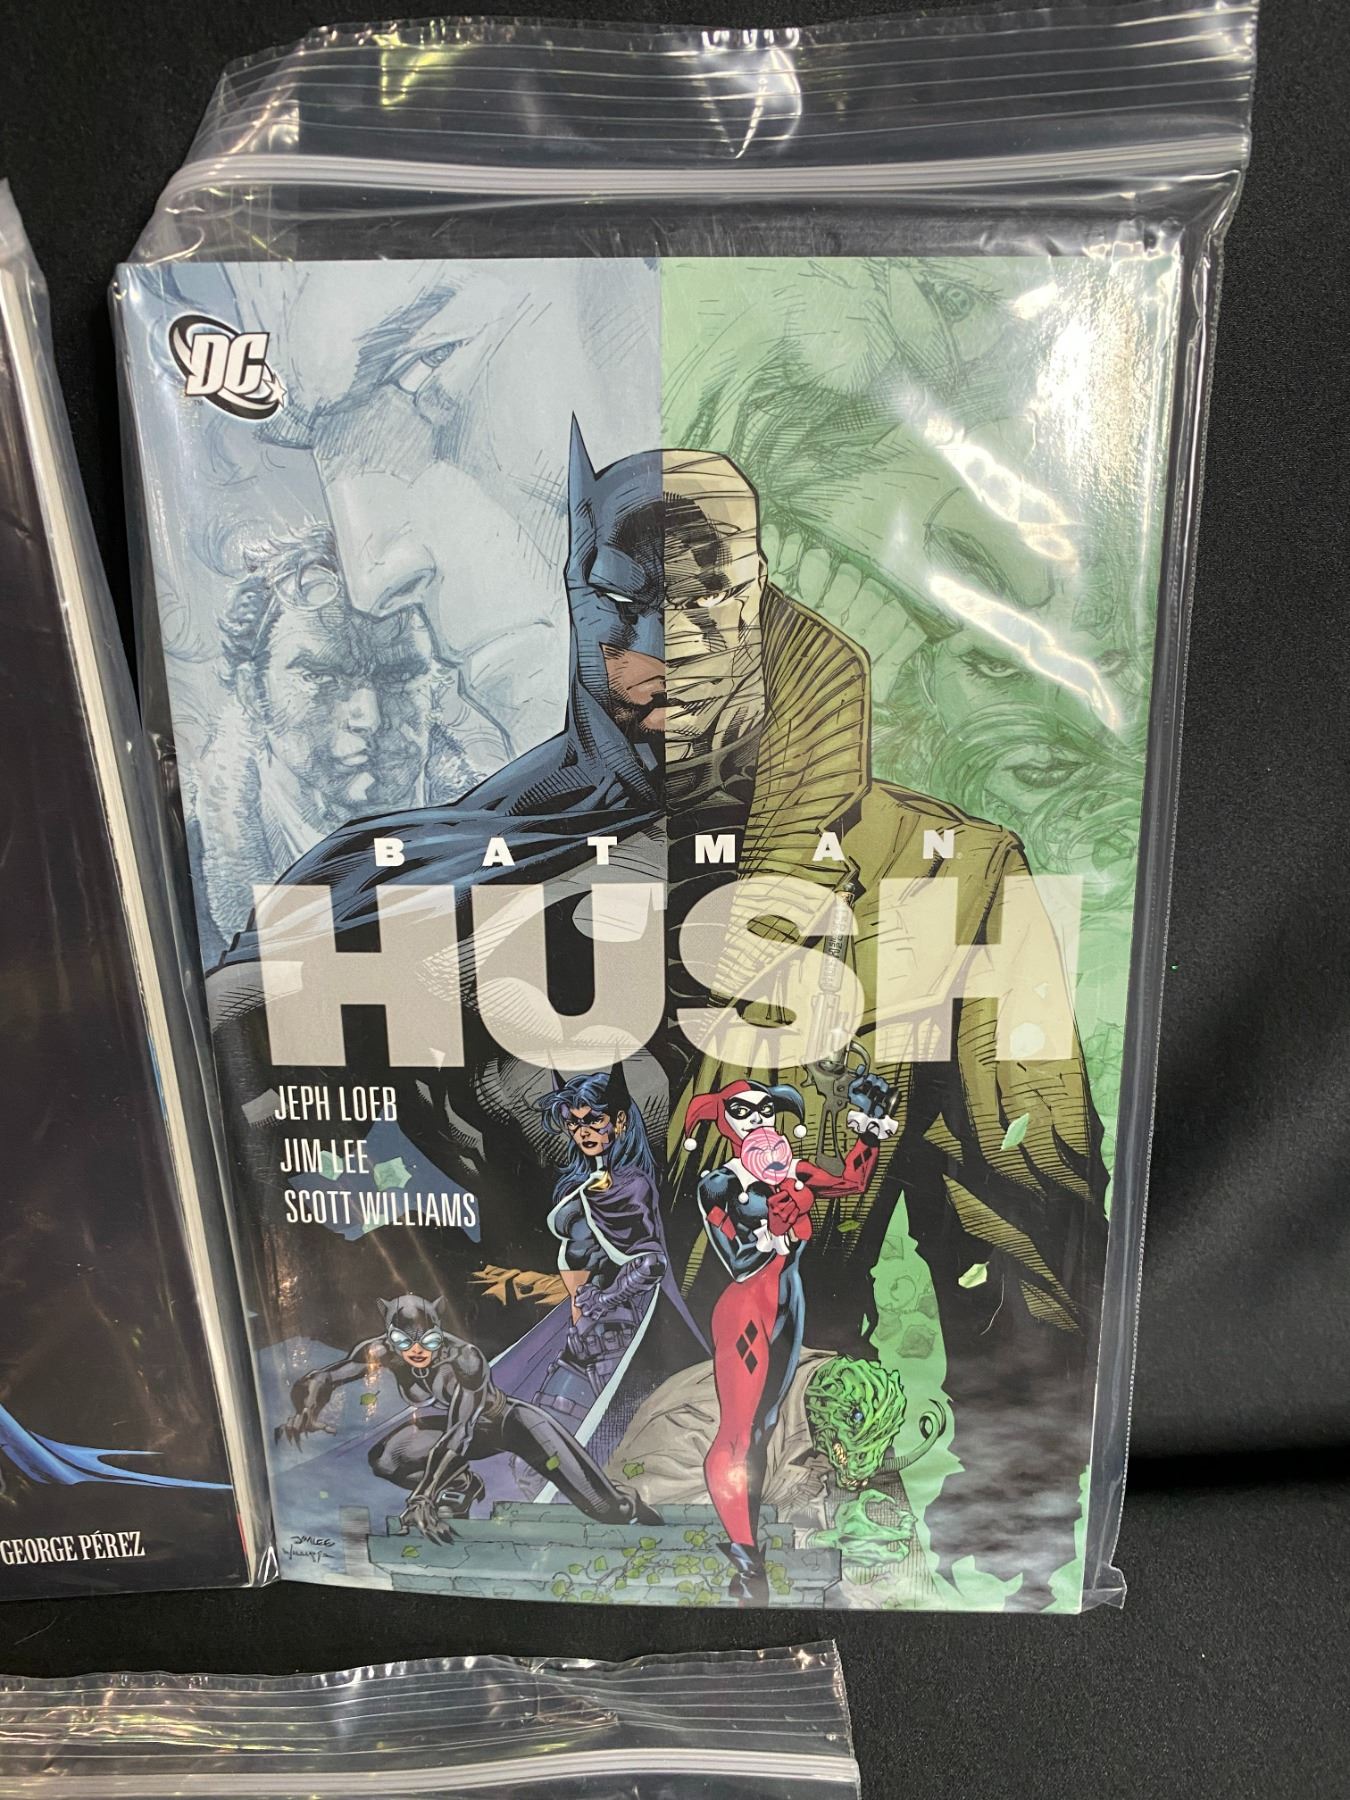 DC
BATMAN
HUSH
JEPH LOEB
JIM LEE
SCOTT WILLIAMS
GEORGE PÉREZ